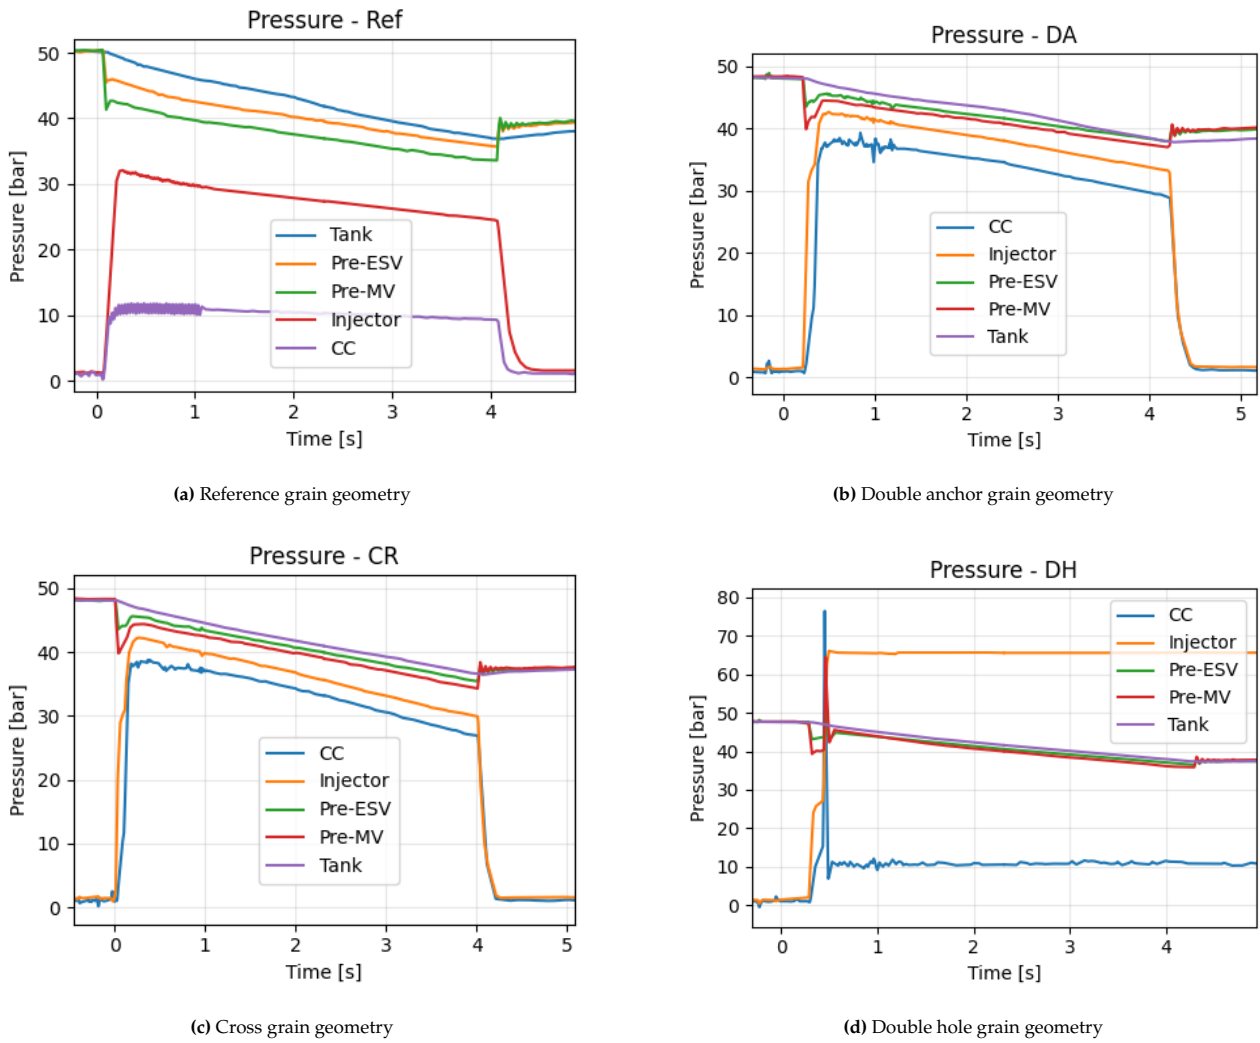 Pressure - Ref
Pressure [bar]
50
40
30
20
10
0
Tank
Pre-ESV
Pre-MV
Injector
CC
0 1 2 3 4
Time [s]
(a) Reference grain geometry
Pressure - DA
Pressure [bar]
50
40
30
20
10
0
CC
Injector
Pre-ESV
Pre-MV
Tank
0 1 2 3 4 5
Time [s]
(b) Double anchor grain geometry
Pressure - CR
Pressure [bar]
50
40
30
20
10
0
CC
Injector
Pre-ESV
Pre-MV
Tank
0 1 2 3 4 5
Time [s]
(c) Cross grain geometry
Pressure - DH
Pressure [bar]
80
70
60
50
40
30
20
10
0
CC
Injector
Pre-ESV
Pre-MV
Tank
0 1 2 3 4
Time [s]
(d) Double hole grain geometry